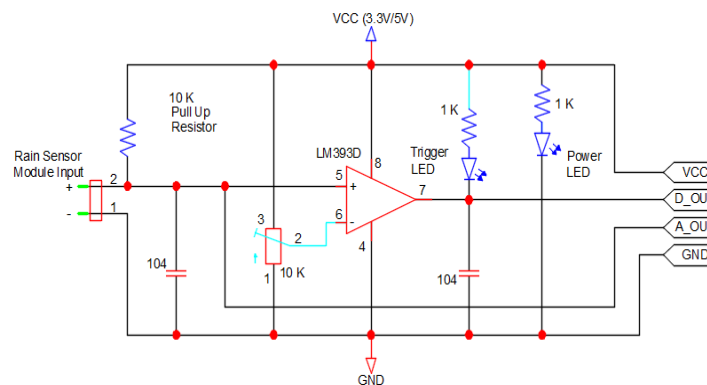 VCC (3.3V/5V)
10 K
Pull Up
Resistor
1 K
1 K
Rain Sensor
Module Input
LM393D
8
Trigger
LED
Power
LED
VCC
+
2
5
+
7
D_OU
-
1
6
-
3
2
A_OU
4
104
1
10 K
104
GND
GND